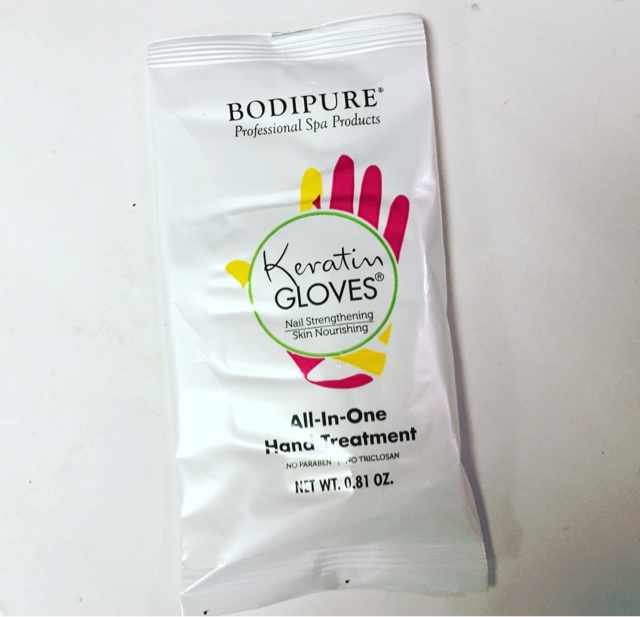 BODIPURE®
Professional Spa Products
Keratin
GLOVES®
Nail Strengthening
Skin Nourishing
All-In-One
Hand Treatment
NO PARABEN | NO TRICLOSAN
NET WT. 0.81 OZ.